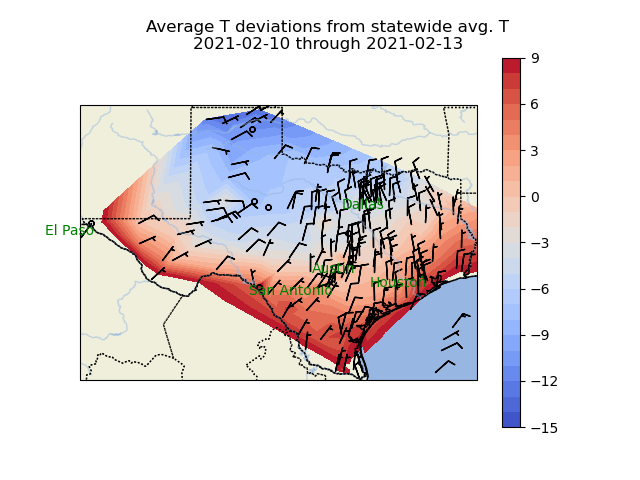 Average T deviations from statewide avg. T
2021-02-10 through 2021-02-13
9
6
3
0
−3
−6
−9
−12
−15
Dallas
El Paso
Austin
San Antonio
Houston